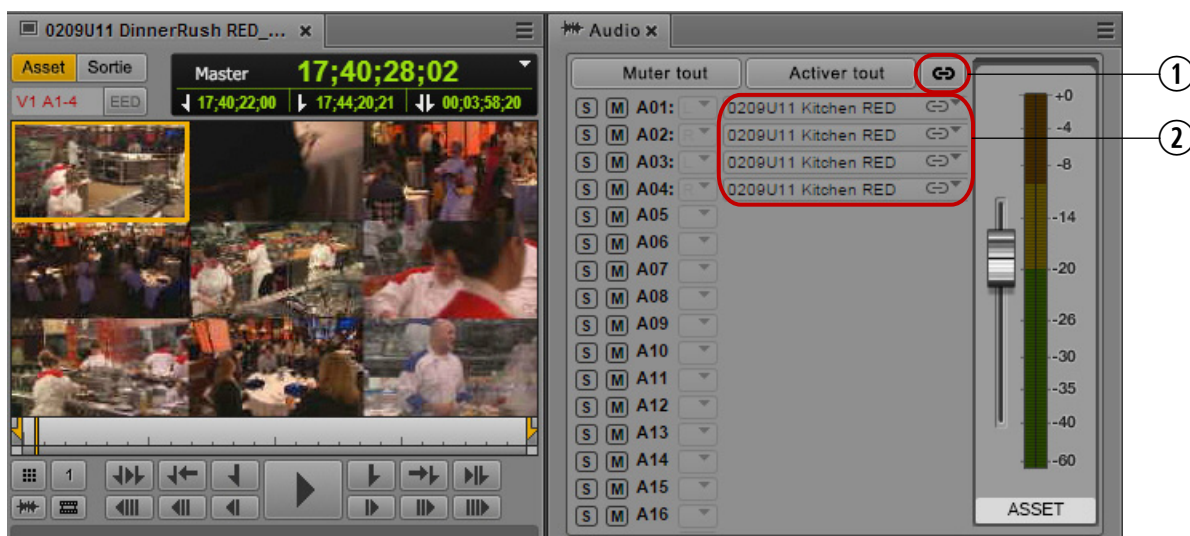 0209U11 DinnerRush RED_... x
Asset Sortie
Master 17;40;28;02
V1 A1-4 EED
17;40;22;00 17;44;20;21 00;03;58;20
1
Audio x
Muter tout Activer tout
S M A01: L 0209U11 Kitchen RED
S M A02: R 0209U11 Kitchen RED
S M A03: L 0209U11 Kitchen RED
S M A04: R 0209U11 Kitchen RED
S M A05
S M A06
S M A07
S M A08
S M A09
S M A10
S M A11
S M A12
S M A13
S M A14
S M A15
S M A16
+0
-4
-8
-14
-20
-26
-30
-35
-40
-60
ASSET
1
2